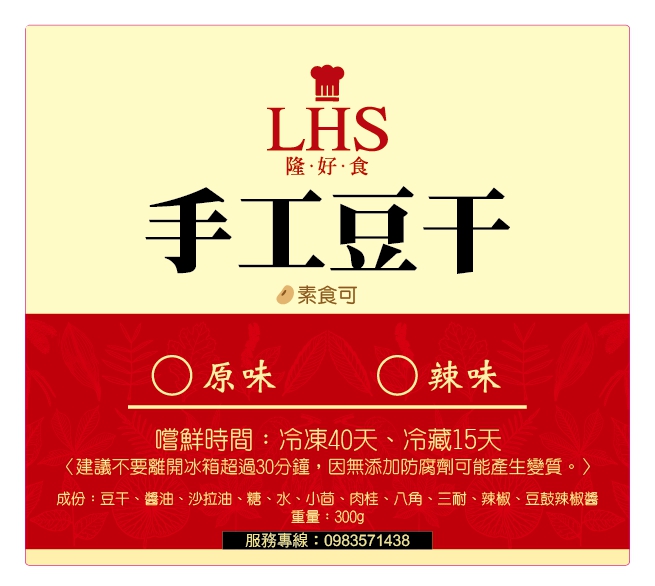 LHS
隆·好·食
手工豆干
素食可
原味
辣味
嚐鮮時間：冷凍40天、冷藏15天
〈建議不要離開冰箱超過30分鐘，因無添加防腐劑可能產生變質。〉
成份：豆干、醬油、沙拉油、糖、水、小茴、肉桂、八角、三耐、辣椒、豆鼓辣椒醬
重量：300g
服務專線：0983571438